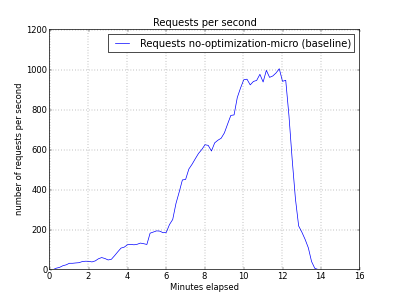 Requests per second
Requests no-optimization-micro (baseline)
number of requests per second
1200
1000
800
600
400
200
0
0 2 4 6 8 10 12 14 16
Minutes elapsed